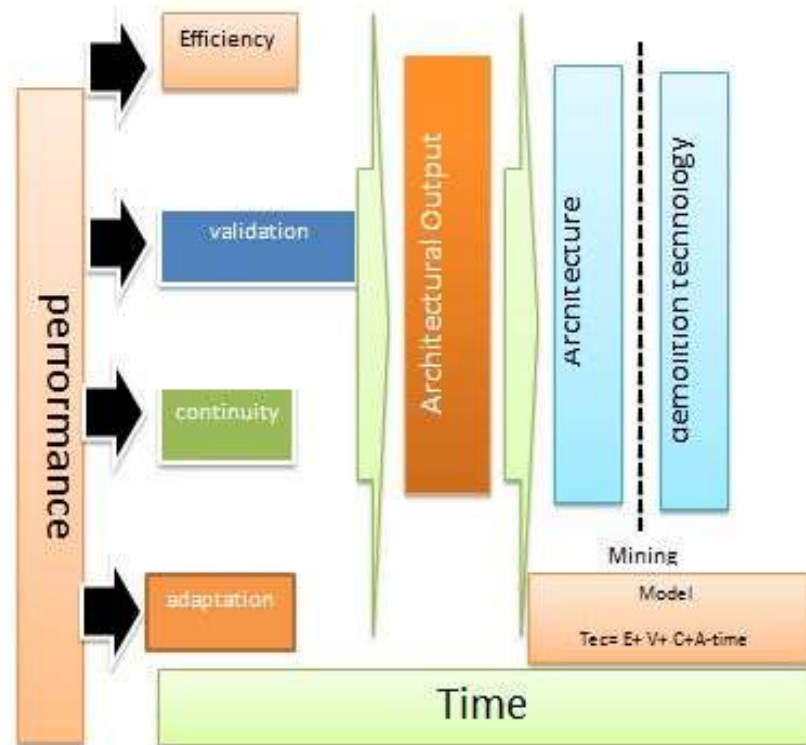 performance
Efficiency
validation
continuity
adaptation
Architectural Output
Architecture
demolition technology
Mining
Model
Tec= E+ V+ C+A-time
Time